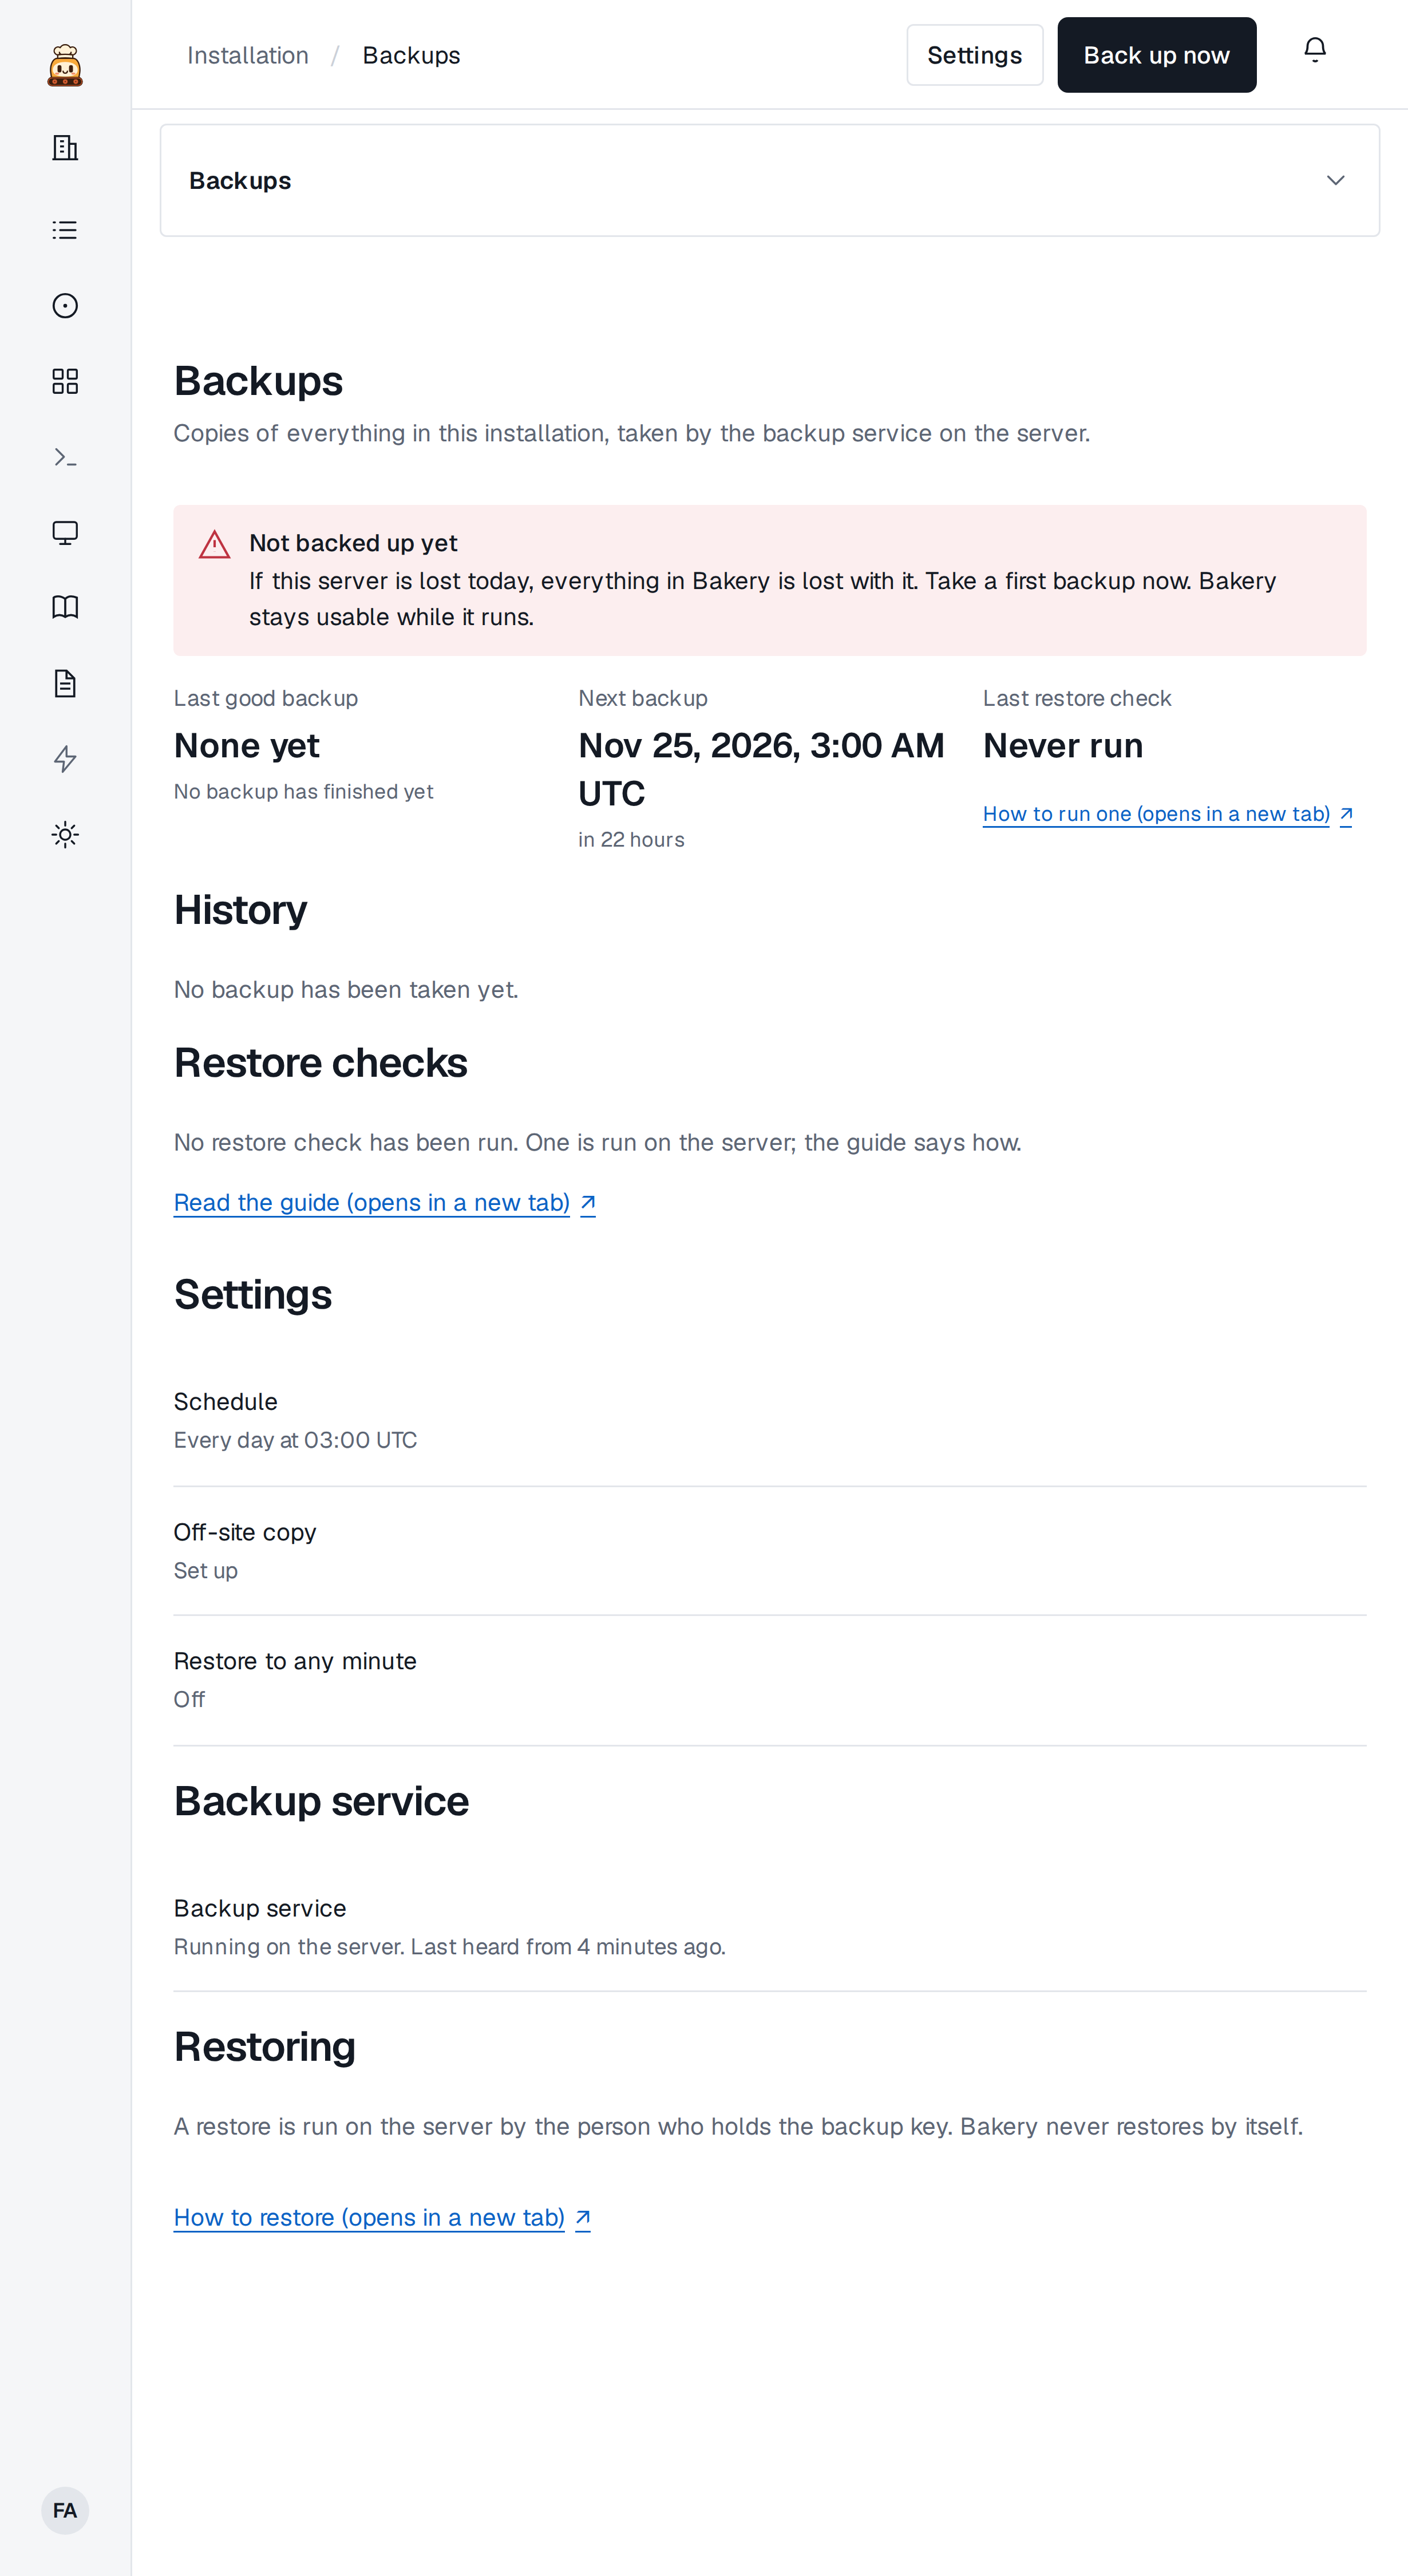 Installation / Backups
Settings
Back up now
Backups
Backups
Copies of everything in this installation, taken by the backup service on the server.
Not backed up yet
If this server is lost today, everything in Bakery is lost with it. Take a first backup now. Bakery
stays usable while it runs.
Last good backup
None yet
No backup has finished yet
Next backup
Nov 25, 2026, 3:00 AM
UTC
in 22 hours
Last restore check
Never run
How to run one (opens in a new tab)
History
No backup has been taken yet.
Restore checks
No restore check has been run. One is run on the server; the guide says how.
Read the guide (opens in a new tab)
Settings
Schedule
Every day at 03:00 UTC
Off-site copy
Set up
Restore to any minute
Off
Backup service
Backup service
Running on the server. Last heard from 4 minutes ago.
Restoring
A restore is run on the server by the person who holds the backup key. Bakery never restores by itself.
How to restore (opens in a new tab)
FA